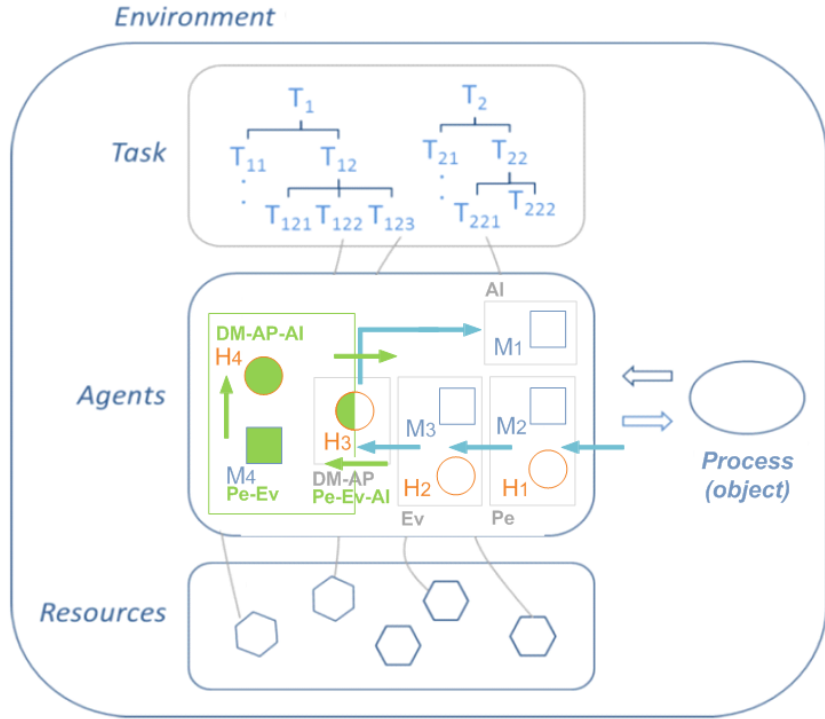 Environment
Task
T1
T2
T11
T12
T21
T22
T121
T122
T123
T221
T222
Agents
AI
M1
DM-AP-AI
H4
M4
Pe-Ev
H3
DM-AP
Pe-Ev-AI
M3
H2
Ev
M2
H1
Pe
Process
(object)
Resources